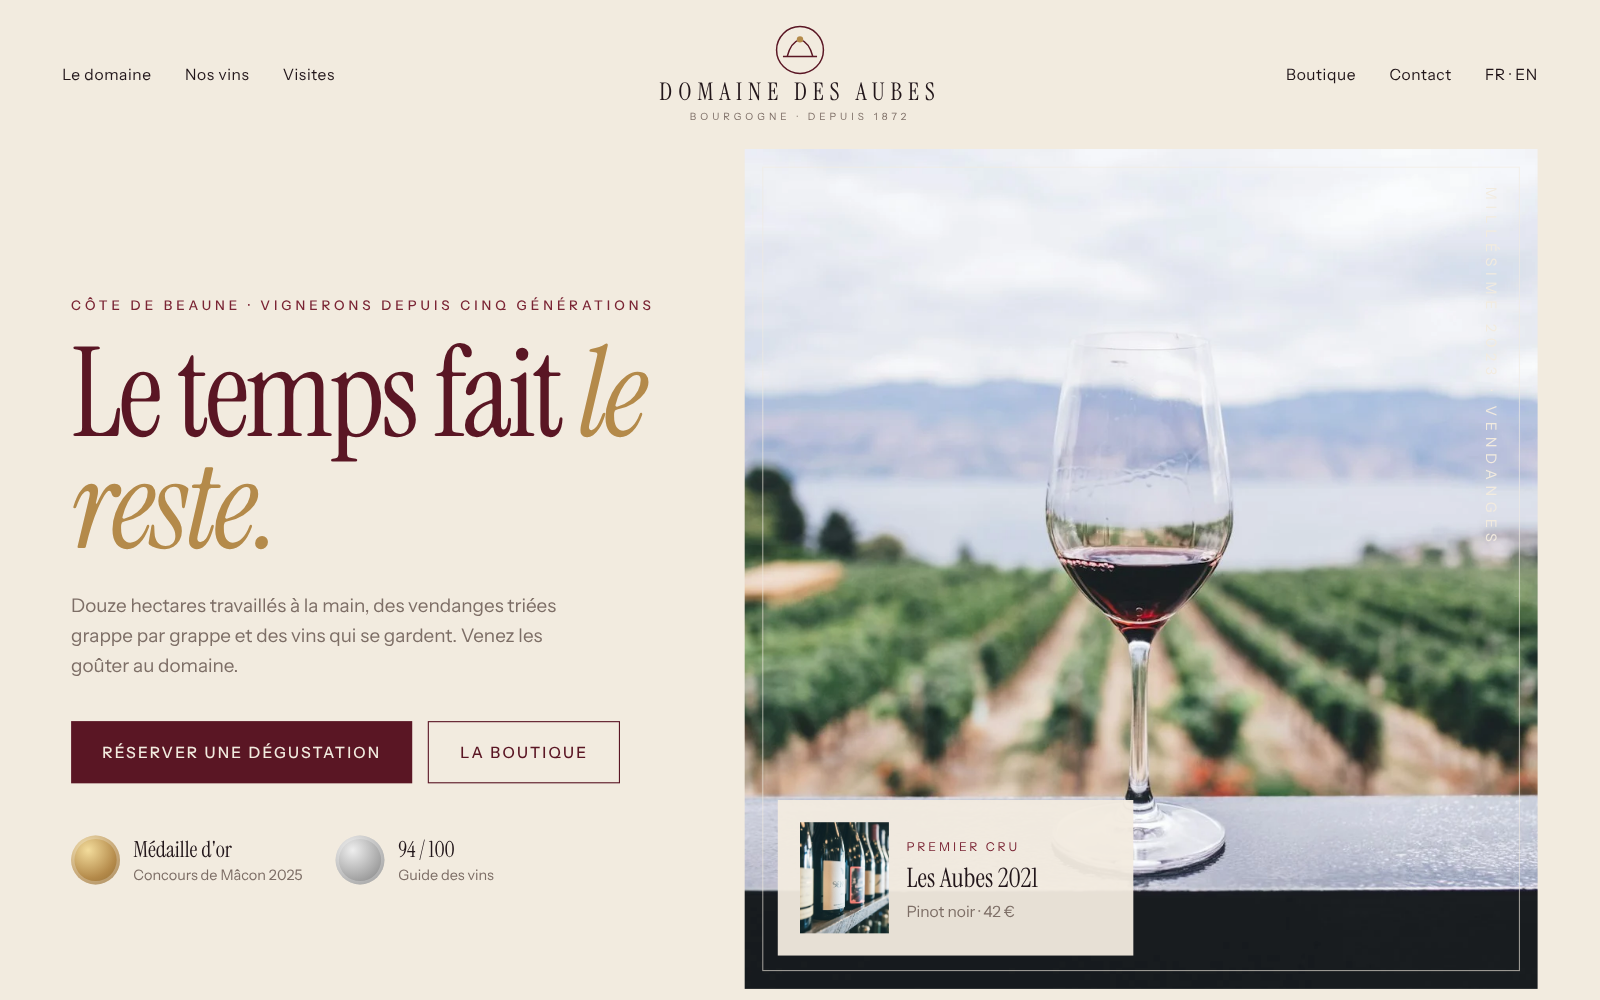 Le domaine
Nos vins
Visites
DOMAINE DES AUBES
BOURGOGNE · DEPUIS 1872
Boutique
Contact
FR · EN
CÔTE DE BEAUNE · VIGNERONS DEPUIS CINQ GÉNÉRATIONS
Le temps fait le
reste.
Douze hectares travaillés à la main, des vendanges triées
grappe par grappe et des vins qui se gardent. Venez les
goûter au domaine.
RÉSERVER UNE DÉGUSTATION
LA BOUTIQUE
Médaille d'or
Concours de Mâcon 2025
94 / 100
Guide des vins
VENDANGES
PREMIER CRU
Les Aubes 2021
Pinot noir · 42 €